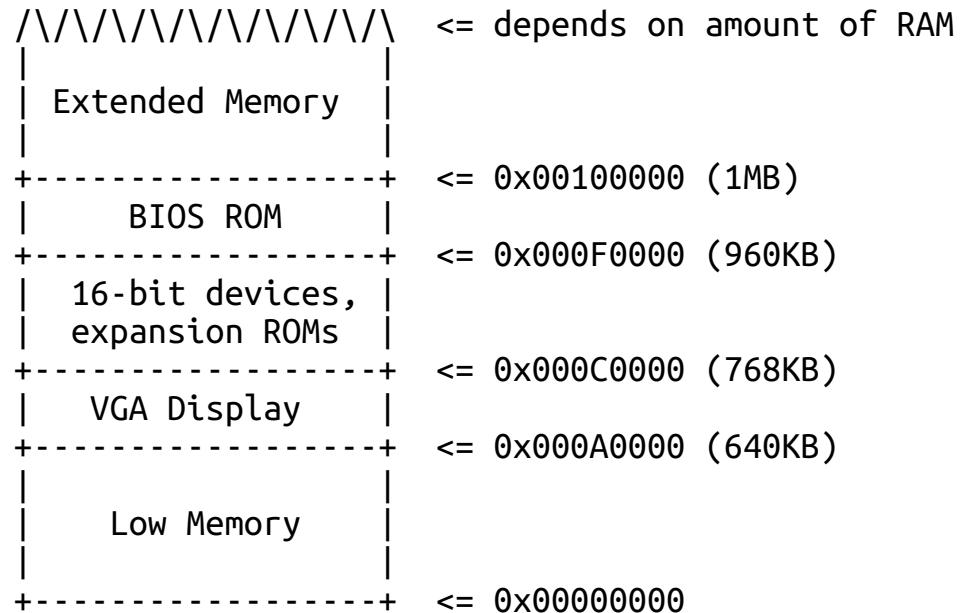 /\/\/\/\/\/\/\/\/\/\ <= depends on amount of RAM
|                   |
|  Extended Memory  |
|                   |
+-------------------+ <= 0x00100000 (1MB)
|     BIOS ROM      |
+-------------------+ <= 0x000F0000 (960KB)
|  16-bit devices,  |
|  expansion ROMs   |
+-------------------+ <= 0x000C0000 (768KB)
|    VGA Display    |
+-------------------+ <= 0x000A0000 (640KB)
|                   |
|    Low Memory     |
|                   |
+-------------------+ <= 0x00000000